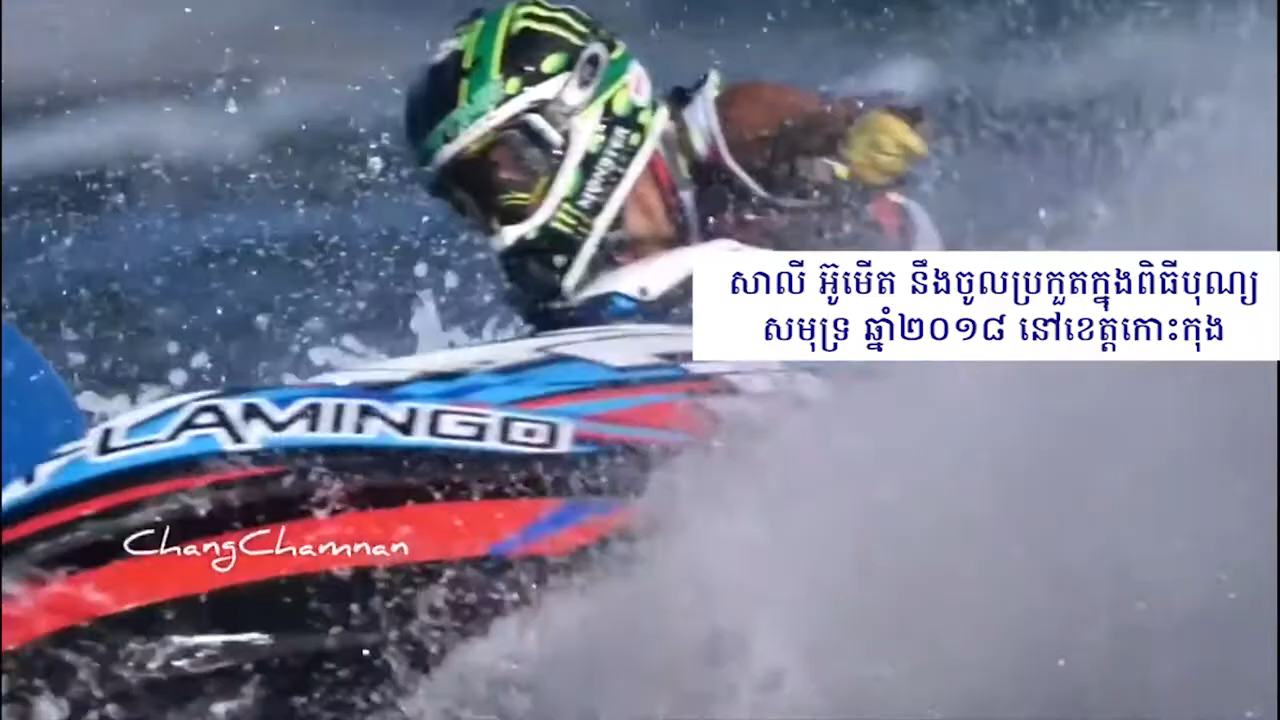 MONSTER
សាលី អ៊ូមើត នឹងចូលប្រកួតក្នុងពិធីបុណ្យ
សមុទ្រ ឆ្នាំ២០១៨ នៅខេត្តកោះកុង
FLAMINGO
ChangChamnan